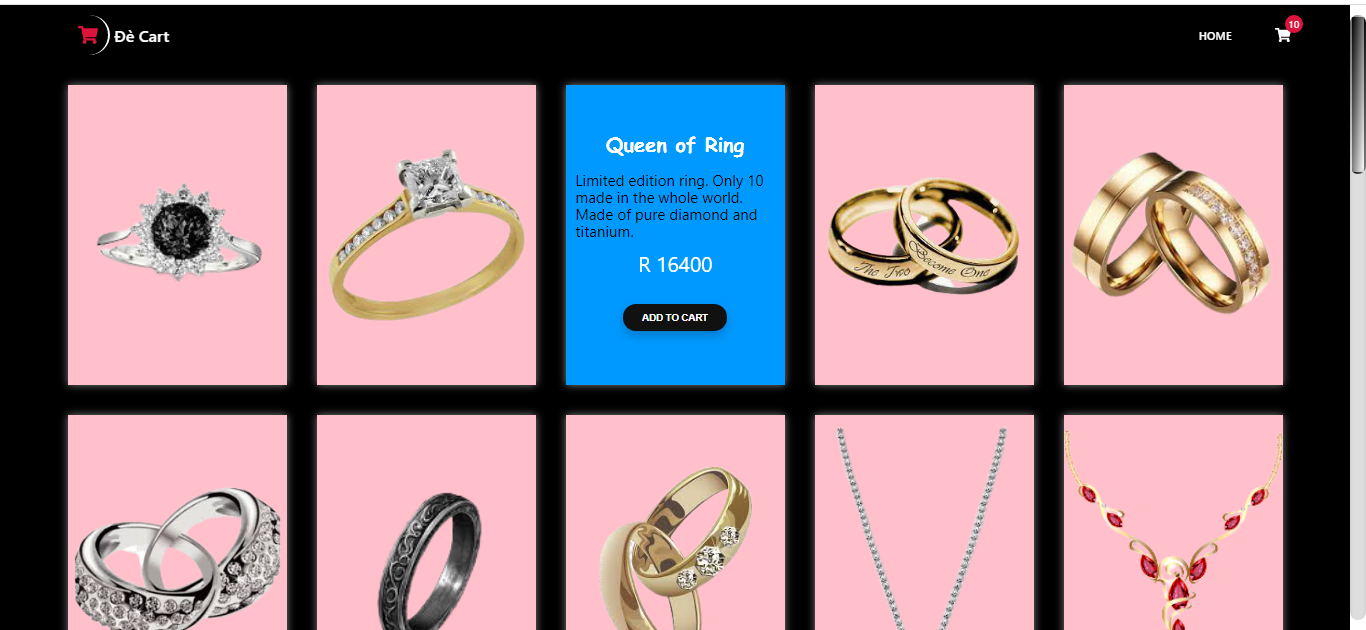 Đè Cart
HOME
10
Queen of Ring
Limited edition ring. Only 10
made in the whole world.
Made of pure diamond and
titanium.
R 16400
ADD TO CART
The Two Become One